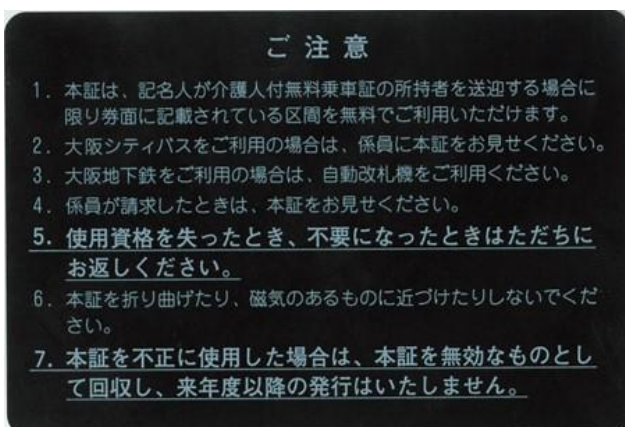 ご注意
1. 本証は、記名人が介護人付無料乗車証の所持者を送迎する場合に
限り券面に記載されている区間を無料でご利用いただけます。
2. 大阪シティバスをご利用の場合は、係員に本証をお見せください。
3. 大阪地下鉄をご利用の場合は、自動改札機をご利用ください。
4. 係員が請求したときは、本証をお見せください。
5. 使用資格を失ったとき、不要になったときはただちに
お返しください。
6. 本証を折り曲げたり、磁気のあるものに近づけたりしないでくだ
さい。
7. 本証を不正に使用した場合は、本証を無効なものとし
て回収し、来年度以降の発行はいたしません。